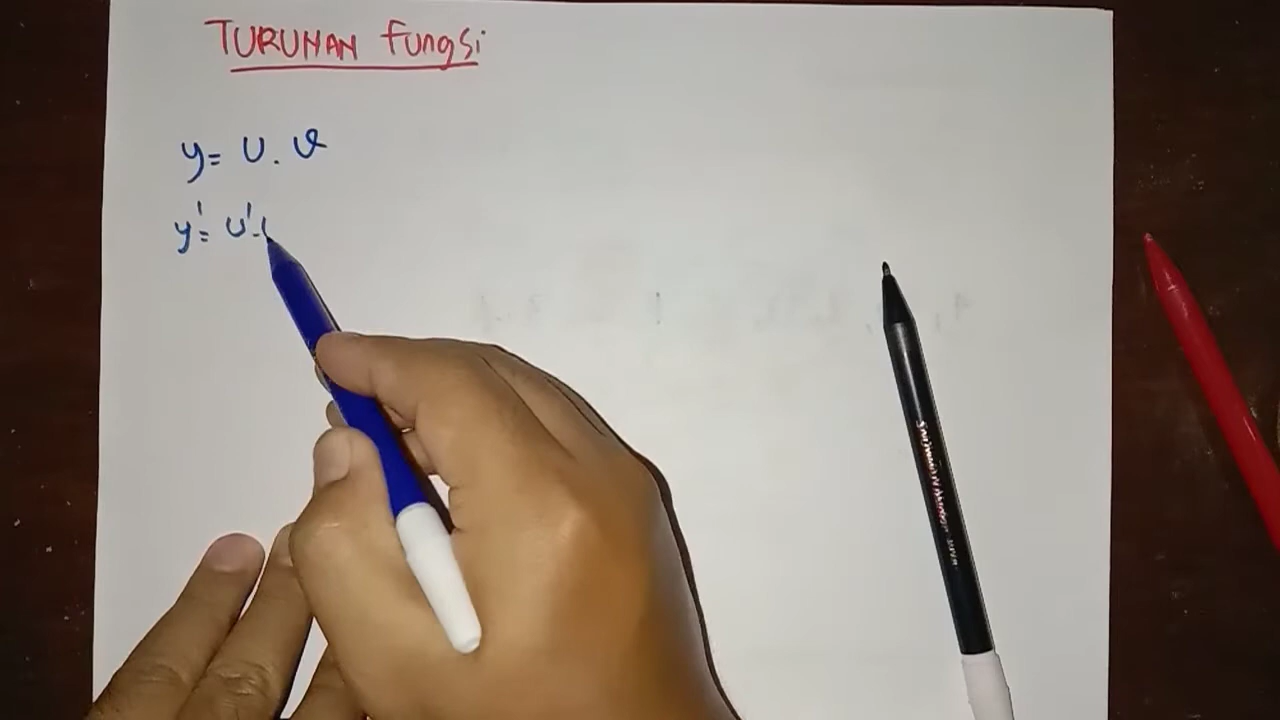 TURUNAN fungsi
y = U . v
y' = U' .